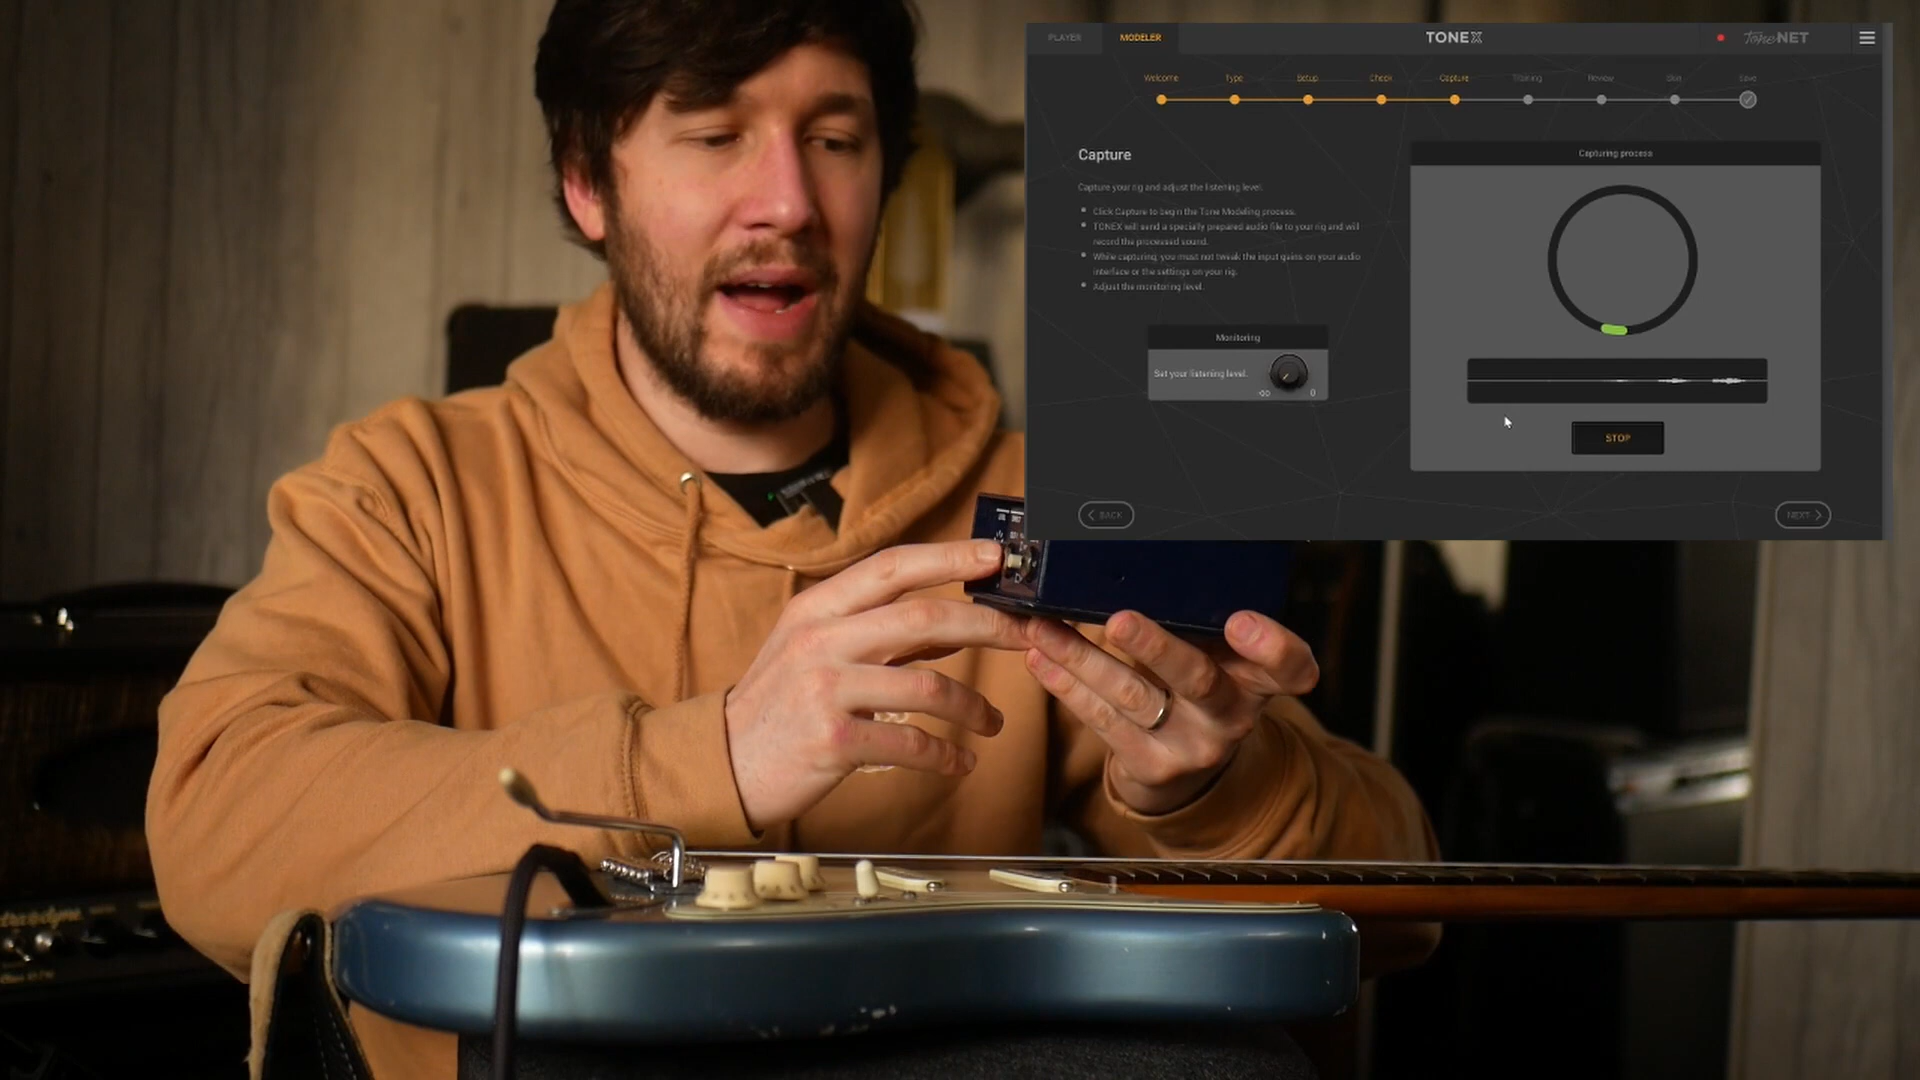 PLAYER
MODELER
TONEX
ToneNET
Welcome
Type
Setup
Check
Capture
Training
Review
Skin
Save
Capture
Capture your rig and adjust the listening level.
Click Capture to begin the Tone Modeling process.
TONEX will send a specially prepared audio file to your rig and will
record the processed sound.
While capturing, you must not tweak the input gains on your audio
interface or the settings on your rig.
Adjust the monitoring level.
Monitoring
Set your listening level.
-oo
0
Capturing process
STOP
BACK
NEXT